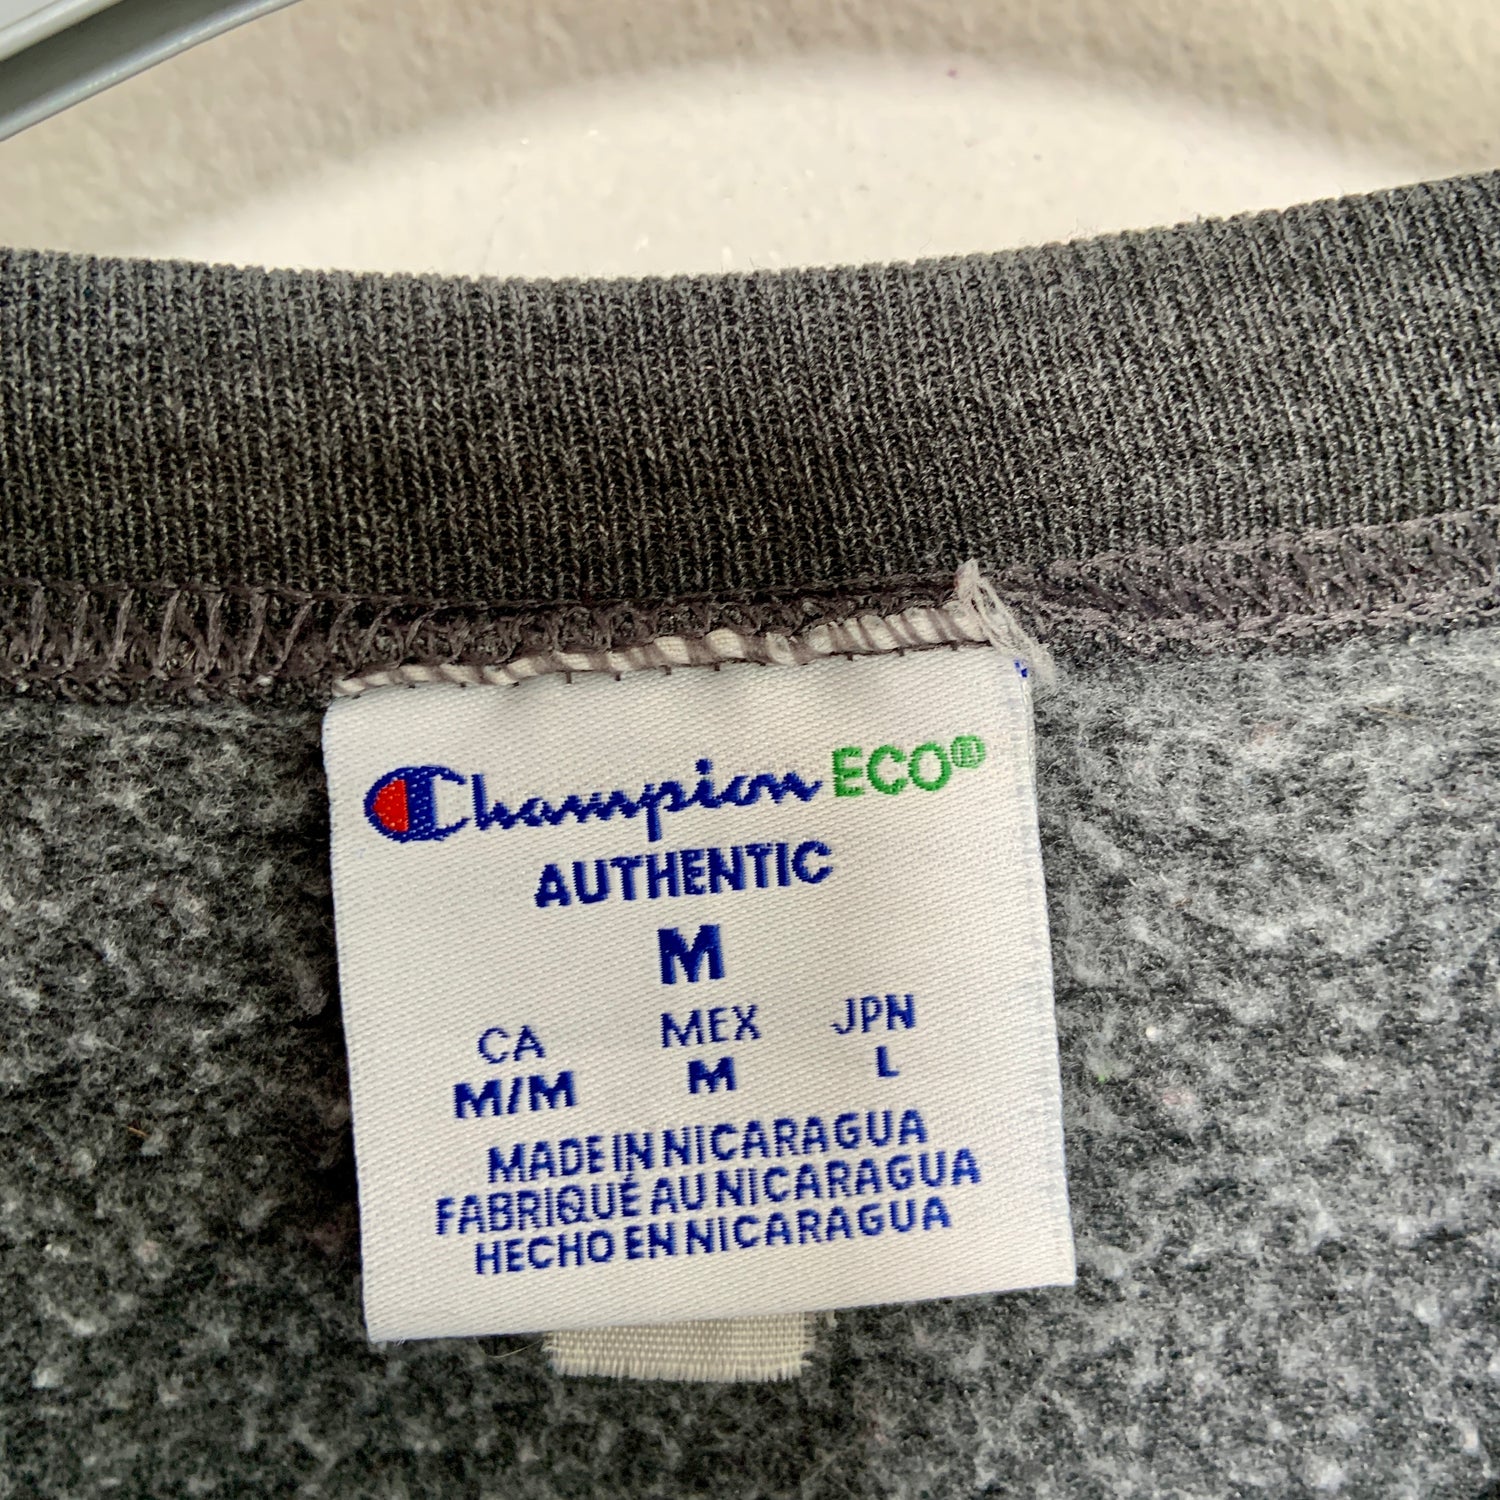 Champion ECO®
AUTHENTIC
M
CA MEX JPN
M/M M L
MADE IN NICARAGUA
FABRIQUÉ AU NICARAGUA
HECHO EN NICARAGUA